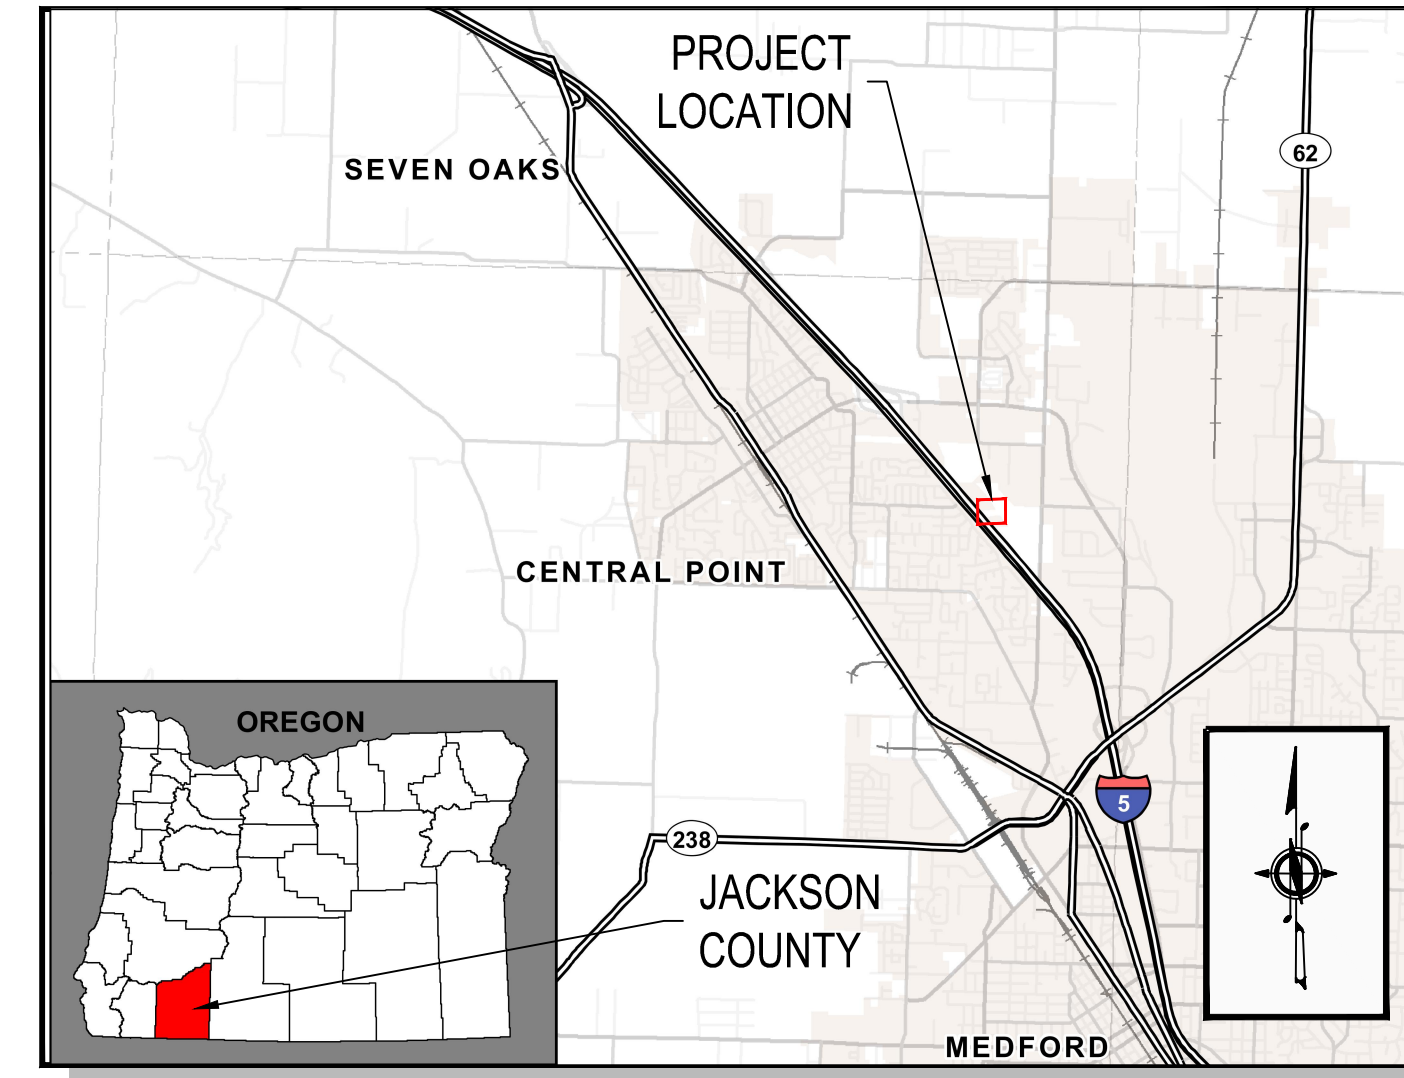 PROJECT
LOCATION
62
SEVEN OAKS
CENTRAL POINT
OREGON
5
238
JACKSON
COUNTY
MEDFORD